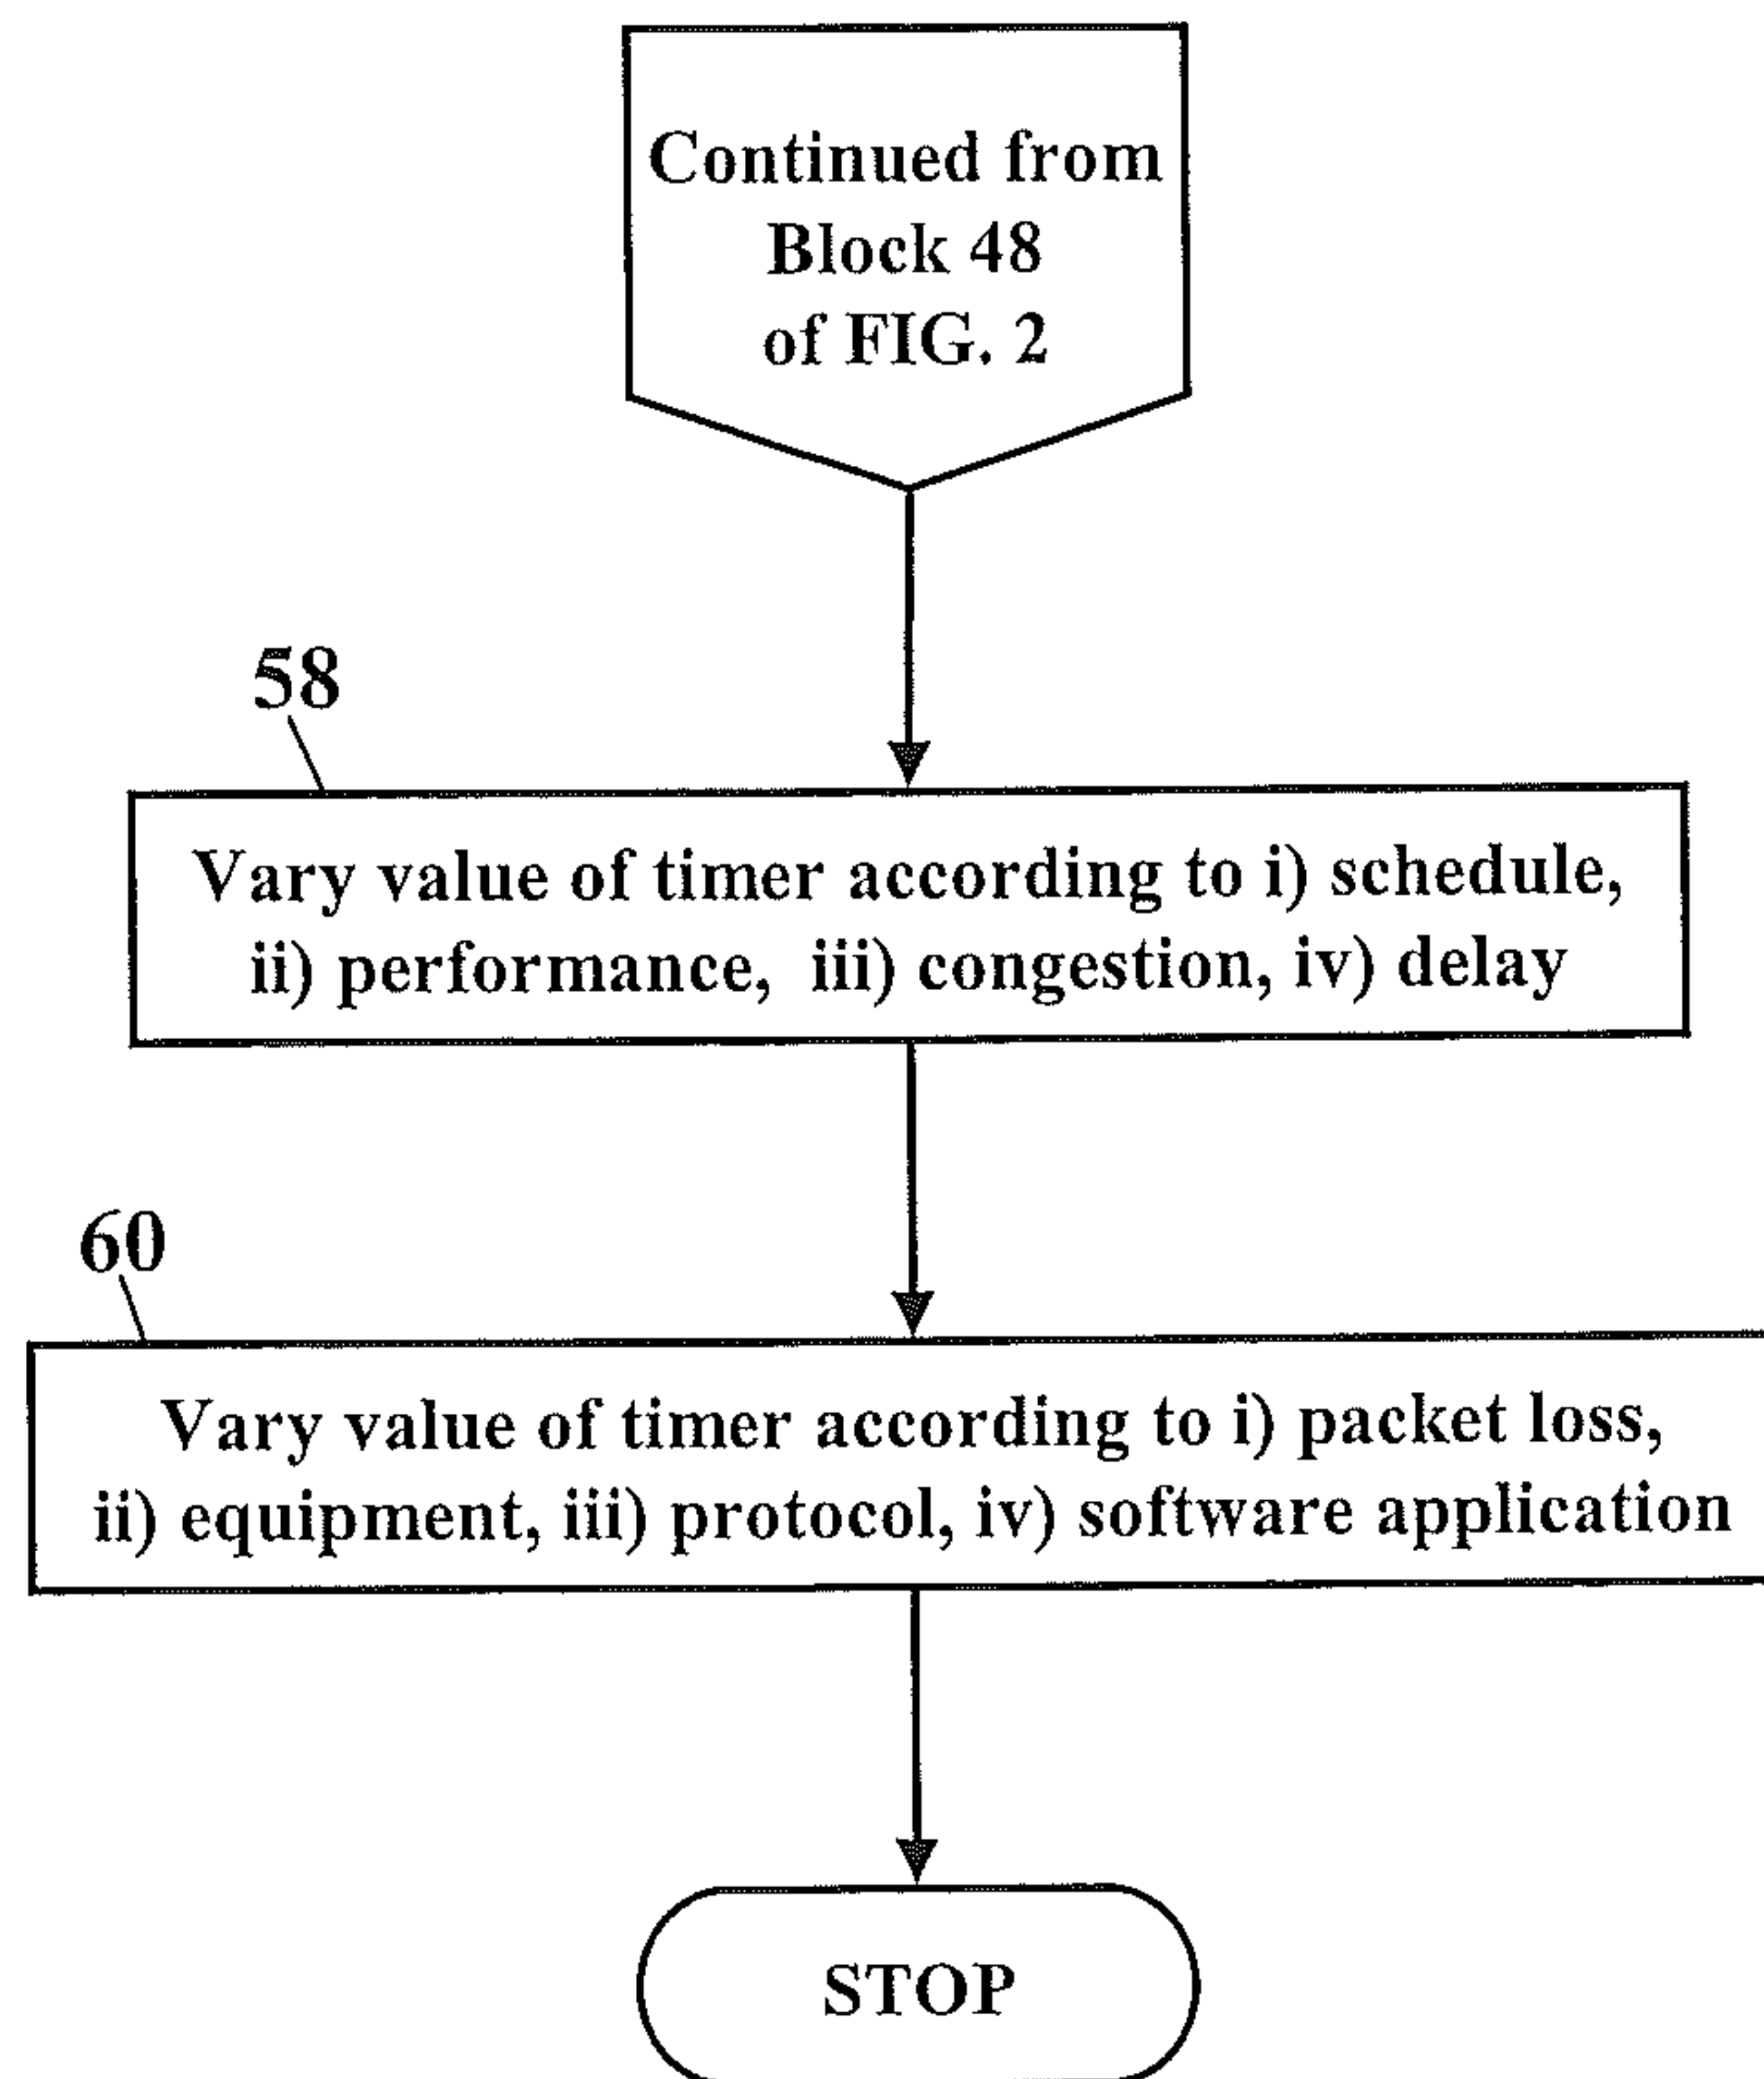 Continued from
Block 48
of FIG. 2
58
Vary value of timer according to i) schedule,
ii) performance, iii) congestion, iv) delay
60
Vary value of timer according to i) packet loss,
ii) equipment, iii) protocol, iv) software application
STOP